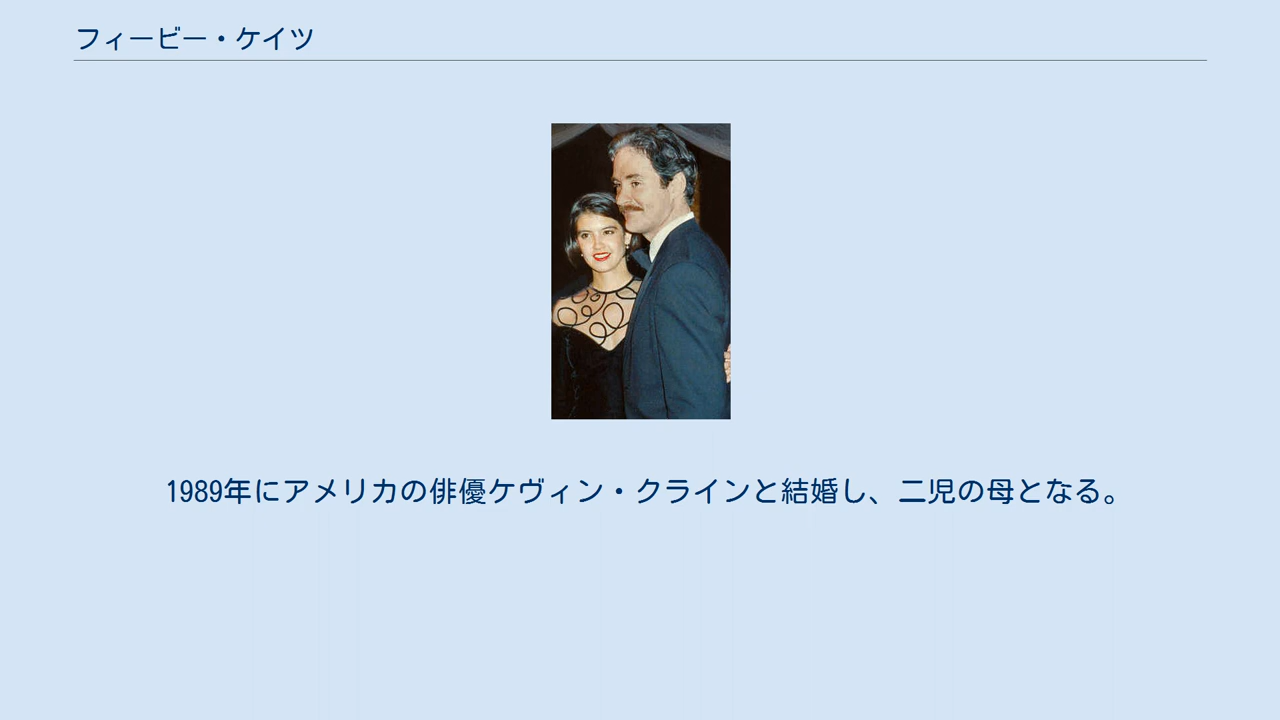 フィービー・ケイツ
1989年にアメリカの俳優ケヴィン・クラインと結婚し、二児の母となる。